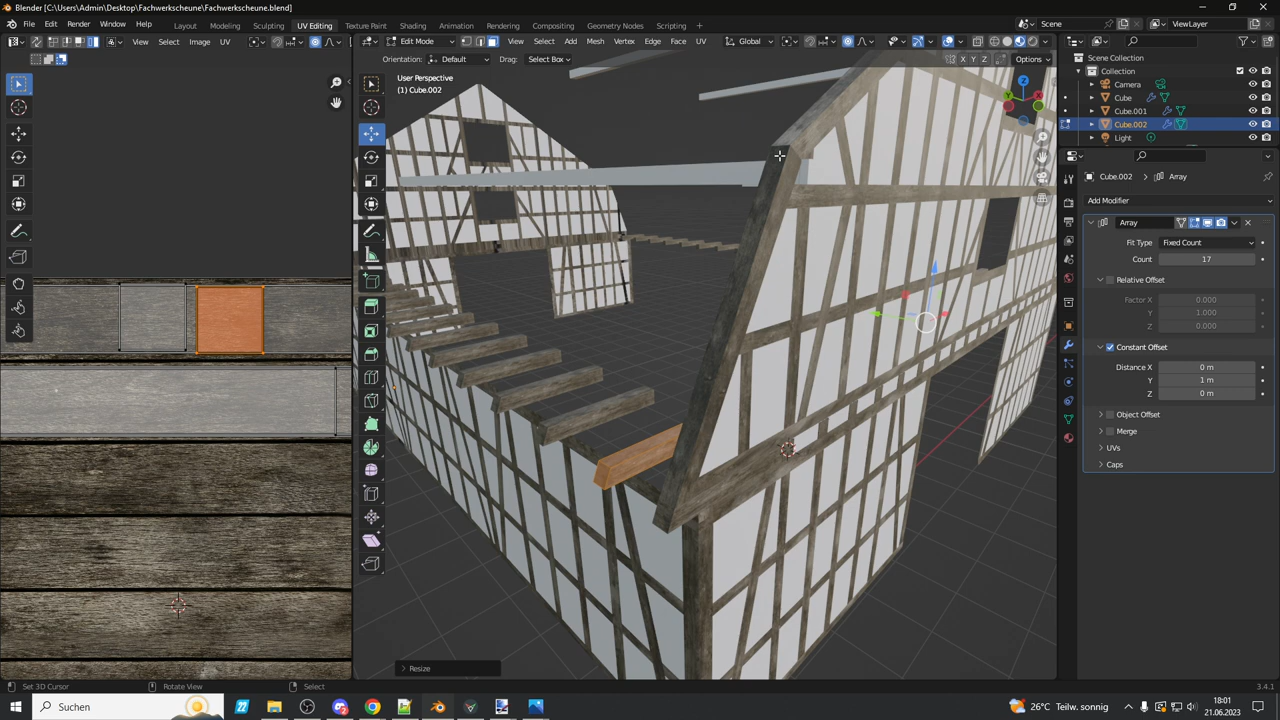 Blender [C:\Users\Admin\Desktop\Fachwerkscheune\Fachwerkscheune.blend]
File Edit Render Window Help Layout Modeling Sculpting UV Editing Texture Paint Shading Animation Rendering Compositing Geometry Nodes Scripting + Scene ViewLayer
View Select Image UV Edit Mode View Select Add Mesh Vertex Edge Face UV Global
Orientation: Default Drag: Select Box X Y Z Options
Scene Collection
Collection
Camera
Cube
Cube.001
Cube.002
Light
User Perspective
(1) Cube.002
Cube.002 > Array
Add Modifier
Array
Fit Type Fixed Count
Count 17
Relative Offset
Factor X 0.000
Y 1.000
Z 0.000
Constant Offset
Distance X 0 m
Y 1 m
Z 0 m
Object Offset
Merge
UVs
Caps
Resize
Set 3D Cursor Rotate View Select 3.4.1
Suchen 26°C Teilw. sonnig 18:01
21.06.2023